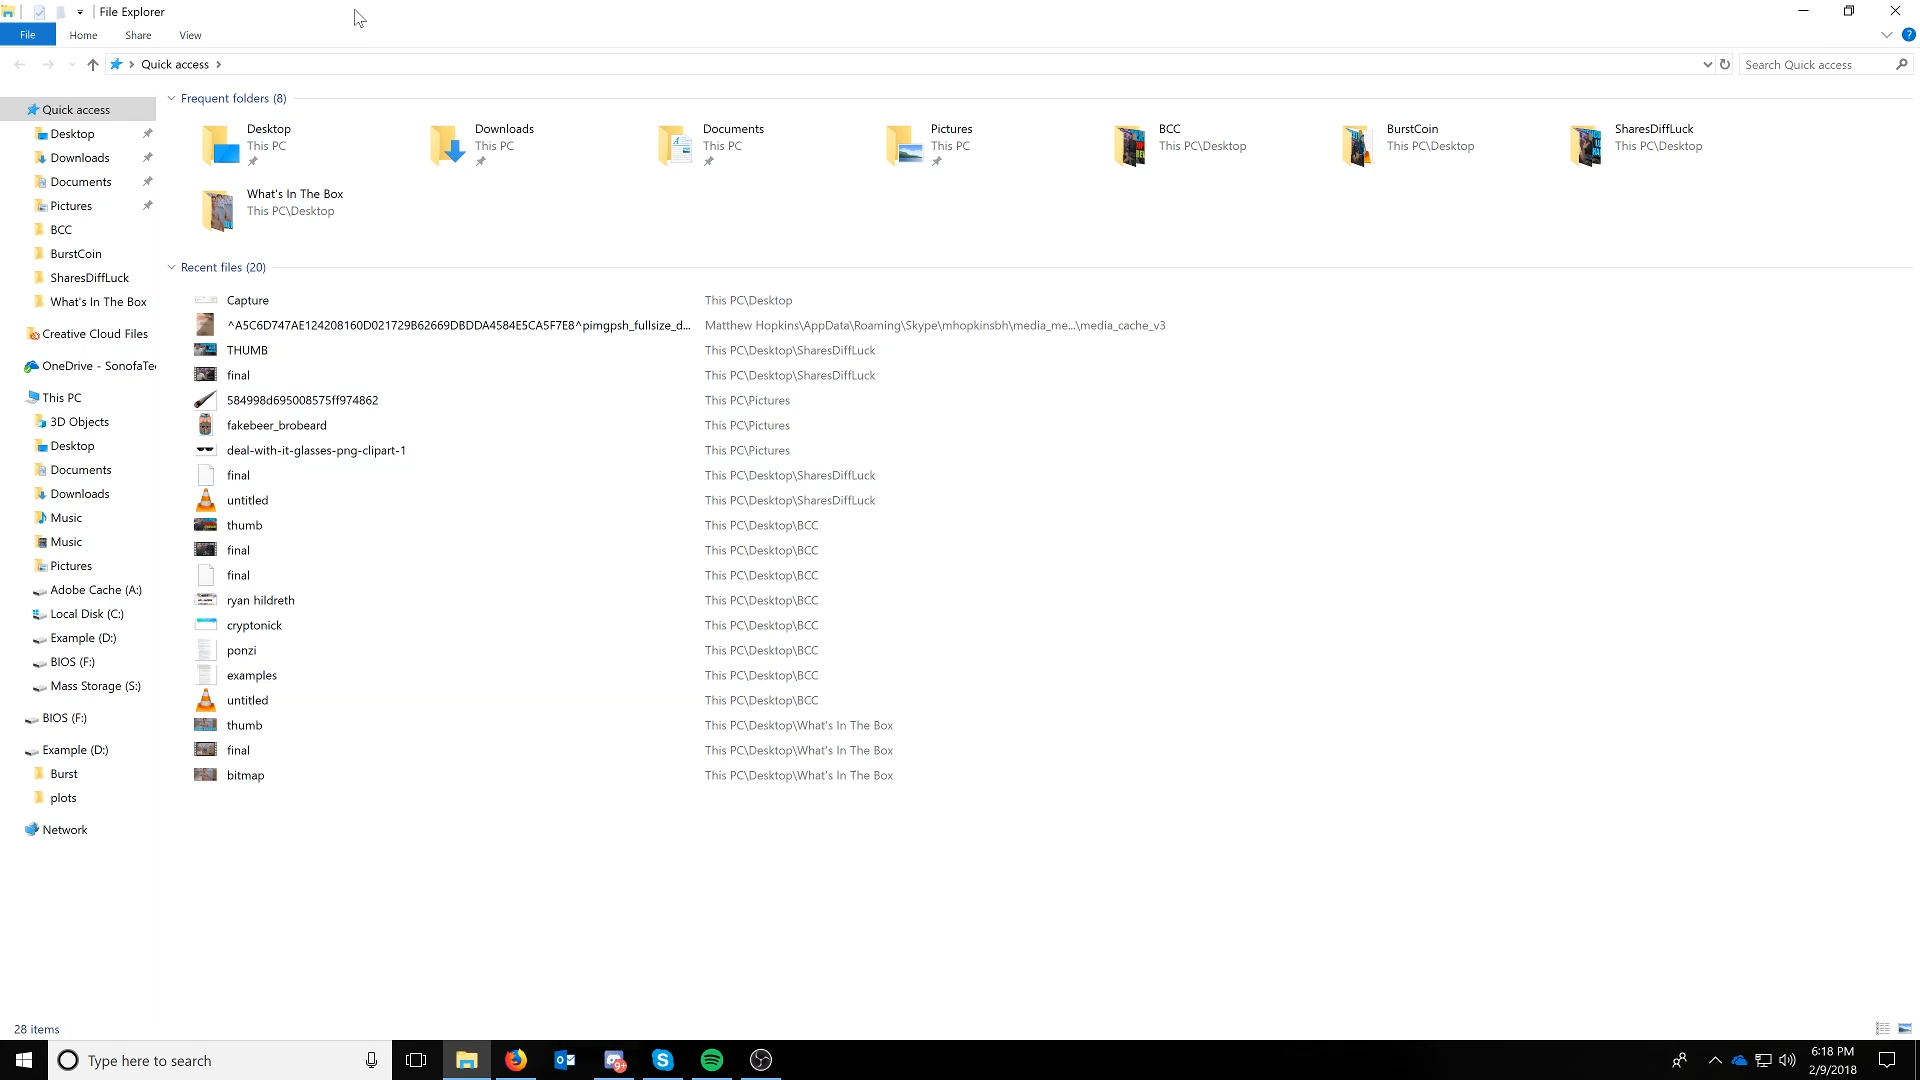 File Explorer
File Home Share View
Quick access
Search Quick access
Quick access
Desktop
Downloads
Documents
Pictures
BCC
BurstCoin
SharesDiffLuck
What's In The Box
Creative Cloud Files
OneDrive - SonofaTe
This PC
3D Objects
Desktop
Documents
Downloads
Music
Music
Pictures
Adobe Cache (A:)
Local Disk (C:)
Example (D:)
BIOS (F:)
Mass Storage (S:)
BIOS (F:)
Example (D:)
Burst
plots
Network
Frequent folders (8)
Desktop
This PC
Downloads
This PC
Documents
This PC
Pictures
This PC
BCC
This PC\Desktop
BurstCoin
This PC\Desktop
SharesDiffLuck
This PC\Desktop
What's In The Box
This PC\Desktop
Recent files (20)
Capture This PC\Desktop
^A5C6D747AE124208160D021729B62669DBDDA4584E5CA5F7E8^pimgpsh_fullsize_d... Matthew Hopkins\AppData\Roaming\Skype\mhopkinsbh\media_me...\media_cache_v3
THUMB This PC\Desktop\SharesDiffLuck
final This PC\Desktop\SharesDiffLuck
584998d695008575ff974862 This PC\Pictures
fakebeer_brobeard This PC\Pictures
deal-with-it-glasses-png-clipart-1 This PC\Pictures
final This PC\Desktop\SharesDiffLuck
untitled This PC\Desktop\SharesDiffLuck
thumb This PC\Desktop\BCC
final This PC\Desktop\BCC
final This PC\Desktop\BCC
ryan hildreth This PC\Desktop\BCC
cryptonick This PC\Desktop\BCC
ponzi This PC\Desktop\BCC
examples This PC\Desktop\BCC
untitled This PC\Desktop\BCC
thumb This PC\Desktop\What's In The Box
final This PC\Desktop\What's In The Box
bitmap This PC\Desktop\What's In The Box
28 items
Type here to search
9+
6:18 PM
2/9/2018